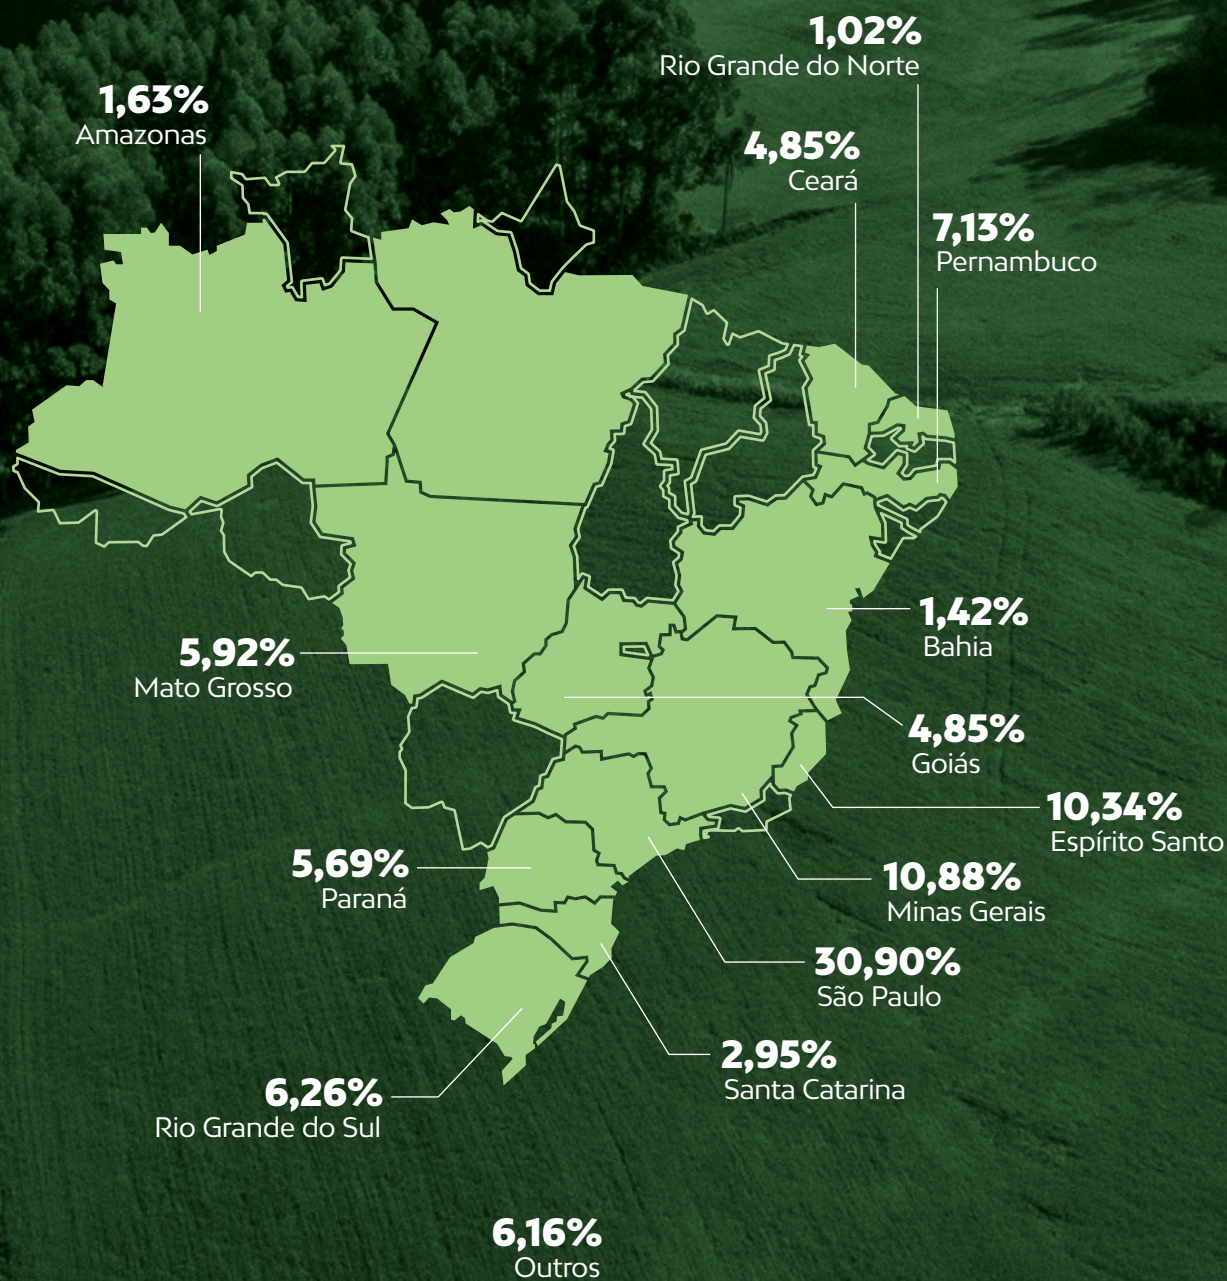 1,02%
Rio Grande do Norte
1,63%
Amazonas
4,85%
Ceará
7,13%
Pernambuco
1,42%
Bahia
5,92%
Mato Grosso
4,85%
Goiás
10,34%
Espírito Santo
5,69%
Paraná
10,88%
Minas Gerais
30,90%
São Paulo
2,95%
Santa Catarina
6,26%
Rio Grande do Sul
6,16%
Outros